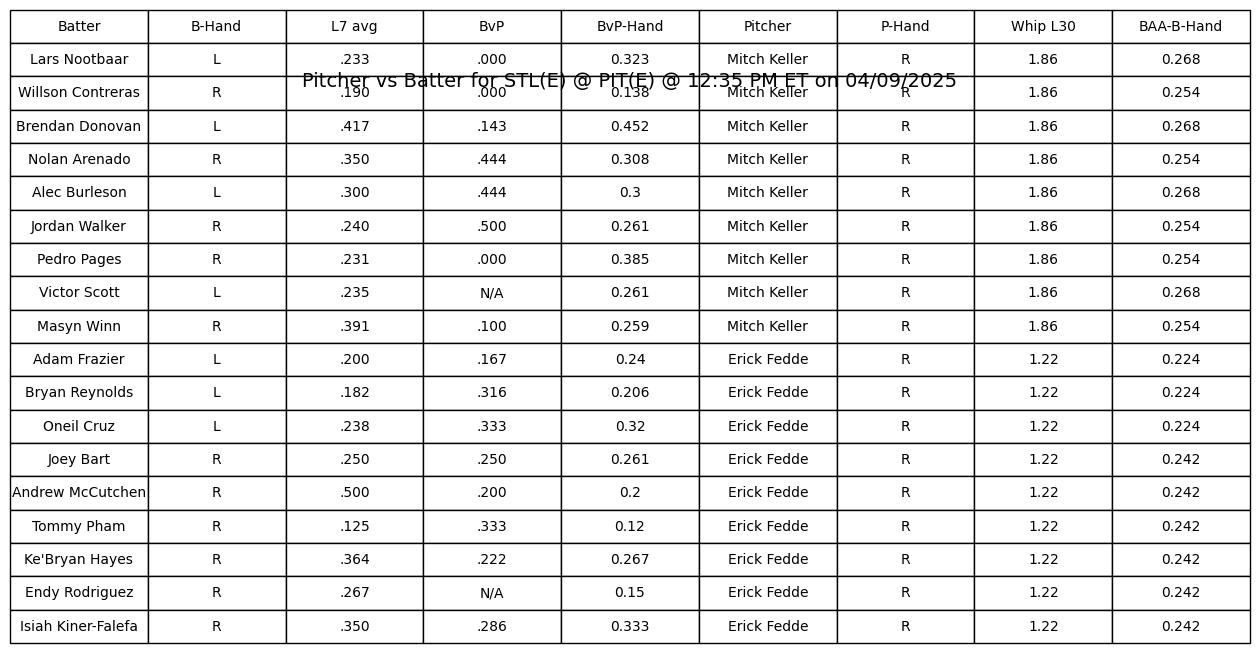 Batter B-Hand L7 avg BvP BvP-Hand Pitcher P-Hand Whip L30 BAA-B-Hand
Lars Nootbaar L .233 .000 0.323 Mitch Keller R 1.86 0.268
Pitcher vs Batter for STL(E) @ PIT(E) @ 12:35 PM ET on 04/09/2025
Willson Contreras R .190 .000 0.138 Mitch Keller R 1.86 0.254
Brendan Donovan L .417 .143 0.452 Mitch Keller R 1.86 0.268
Nolan Arenado R .350 .444 0.308 Mitch Keller R 1.86 0.254
Alec Burleson L .300 .444 0.3 Mitch Keller R 1.86 0.268
Jordan Walker R .240 .500 0.261 Mitch Keller R 1.86 0.254
Pedro Pages R .231 .000 0.385 Mitch Keller R 1.86 0.254
Victor Scott L .235 N/A 0.261 Mitch Keller R 1.86 0.268
Masyn Winn R .391 .100 0.259 Mitch Keller R 1.86 0.254
Adam Frazier L .200 .167 0.24 Erick Fedde R 1.22 0.224
Bryan Reynolds L .182 .316 0.206 Erick Fedde R 1.22 0.224
Oneil Cruz L .238 .333 0.32 Erick Fedde R 1.22 0.224
Joey Bart R .250 .250 0.261 Erick Fedde R 1.22 0.242
Andrew McCutchen R .500 .200 0.2 Erick Fedde R 1.22 0.242
Tommy Pham R .125 .333 0.12 Erick Fedde R 1.22 0.242
Ke'Bryan Hayes R .364 .222 0.267 Erick Fedde R 1.22 0.242
Endy Rodriguez R .267 N/A 0.15 Erick Fedde R 1.22 0.242
Isiah Kiner-Falefa R .350 .286 0.333 Erick Fedde R 1.22 0.242